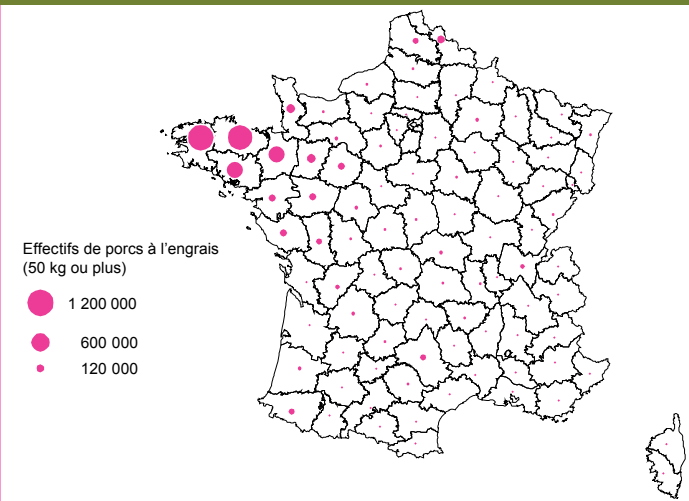 Effectifs de porcs à l'engrais
(50 kg ou plus)
1 200 000
600 000
120 000